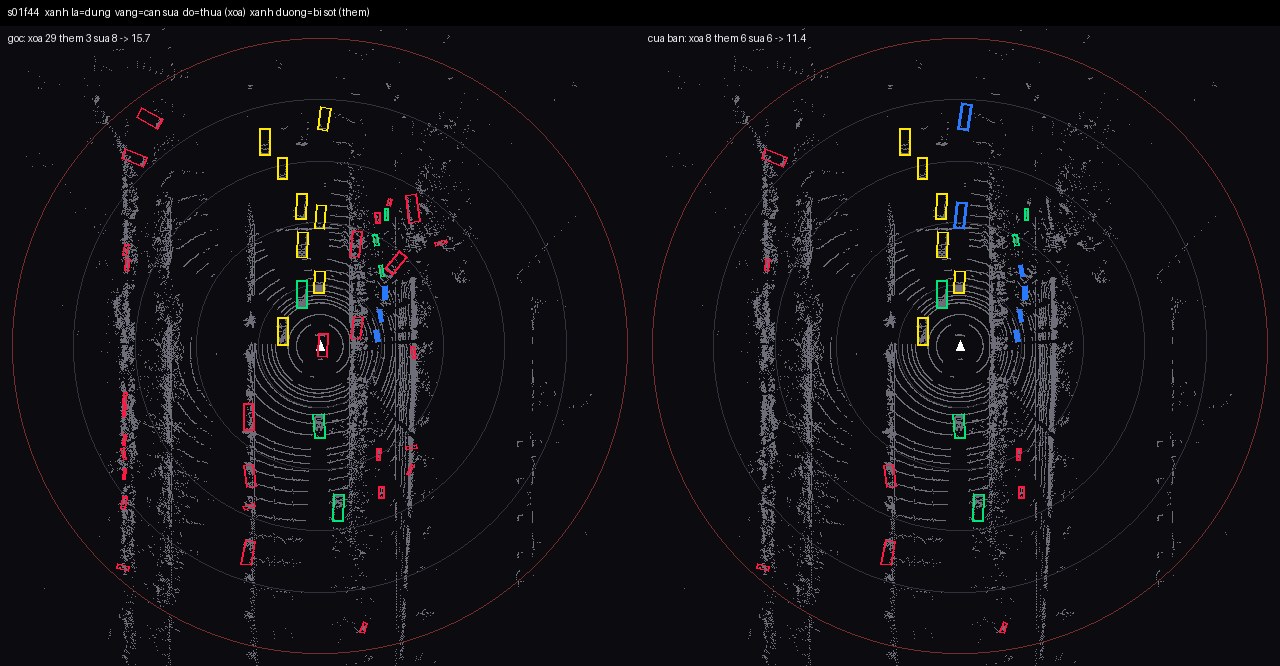 s01f44 xanh la=dung vang=can sua do=thua (xoa) xanh duong=bi sot (them)
goc: xoa 29 them 3 sua 8 -> 15.7
cua ban: xoa 8 them 6 sua 6 -> 11.4